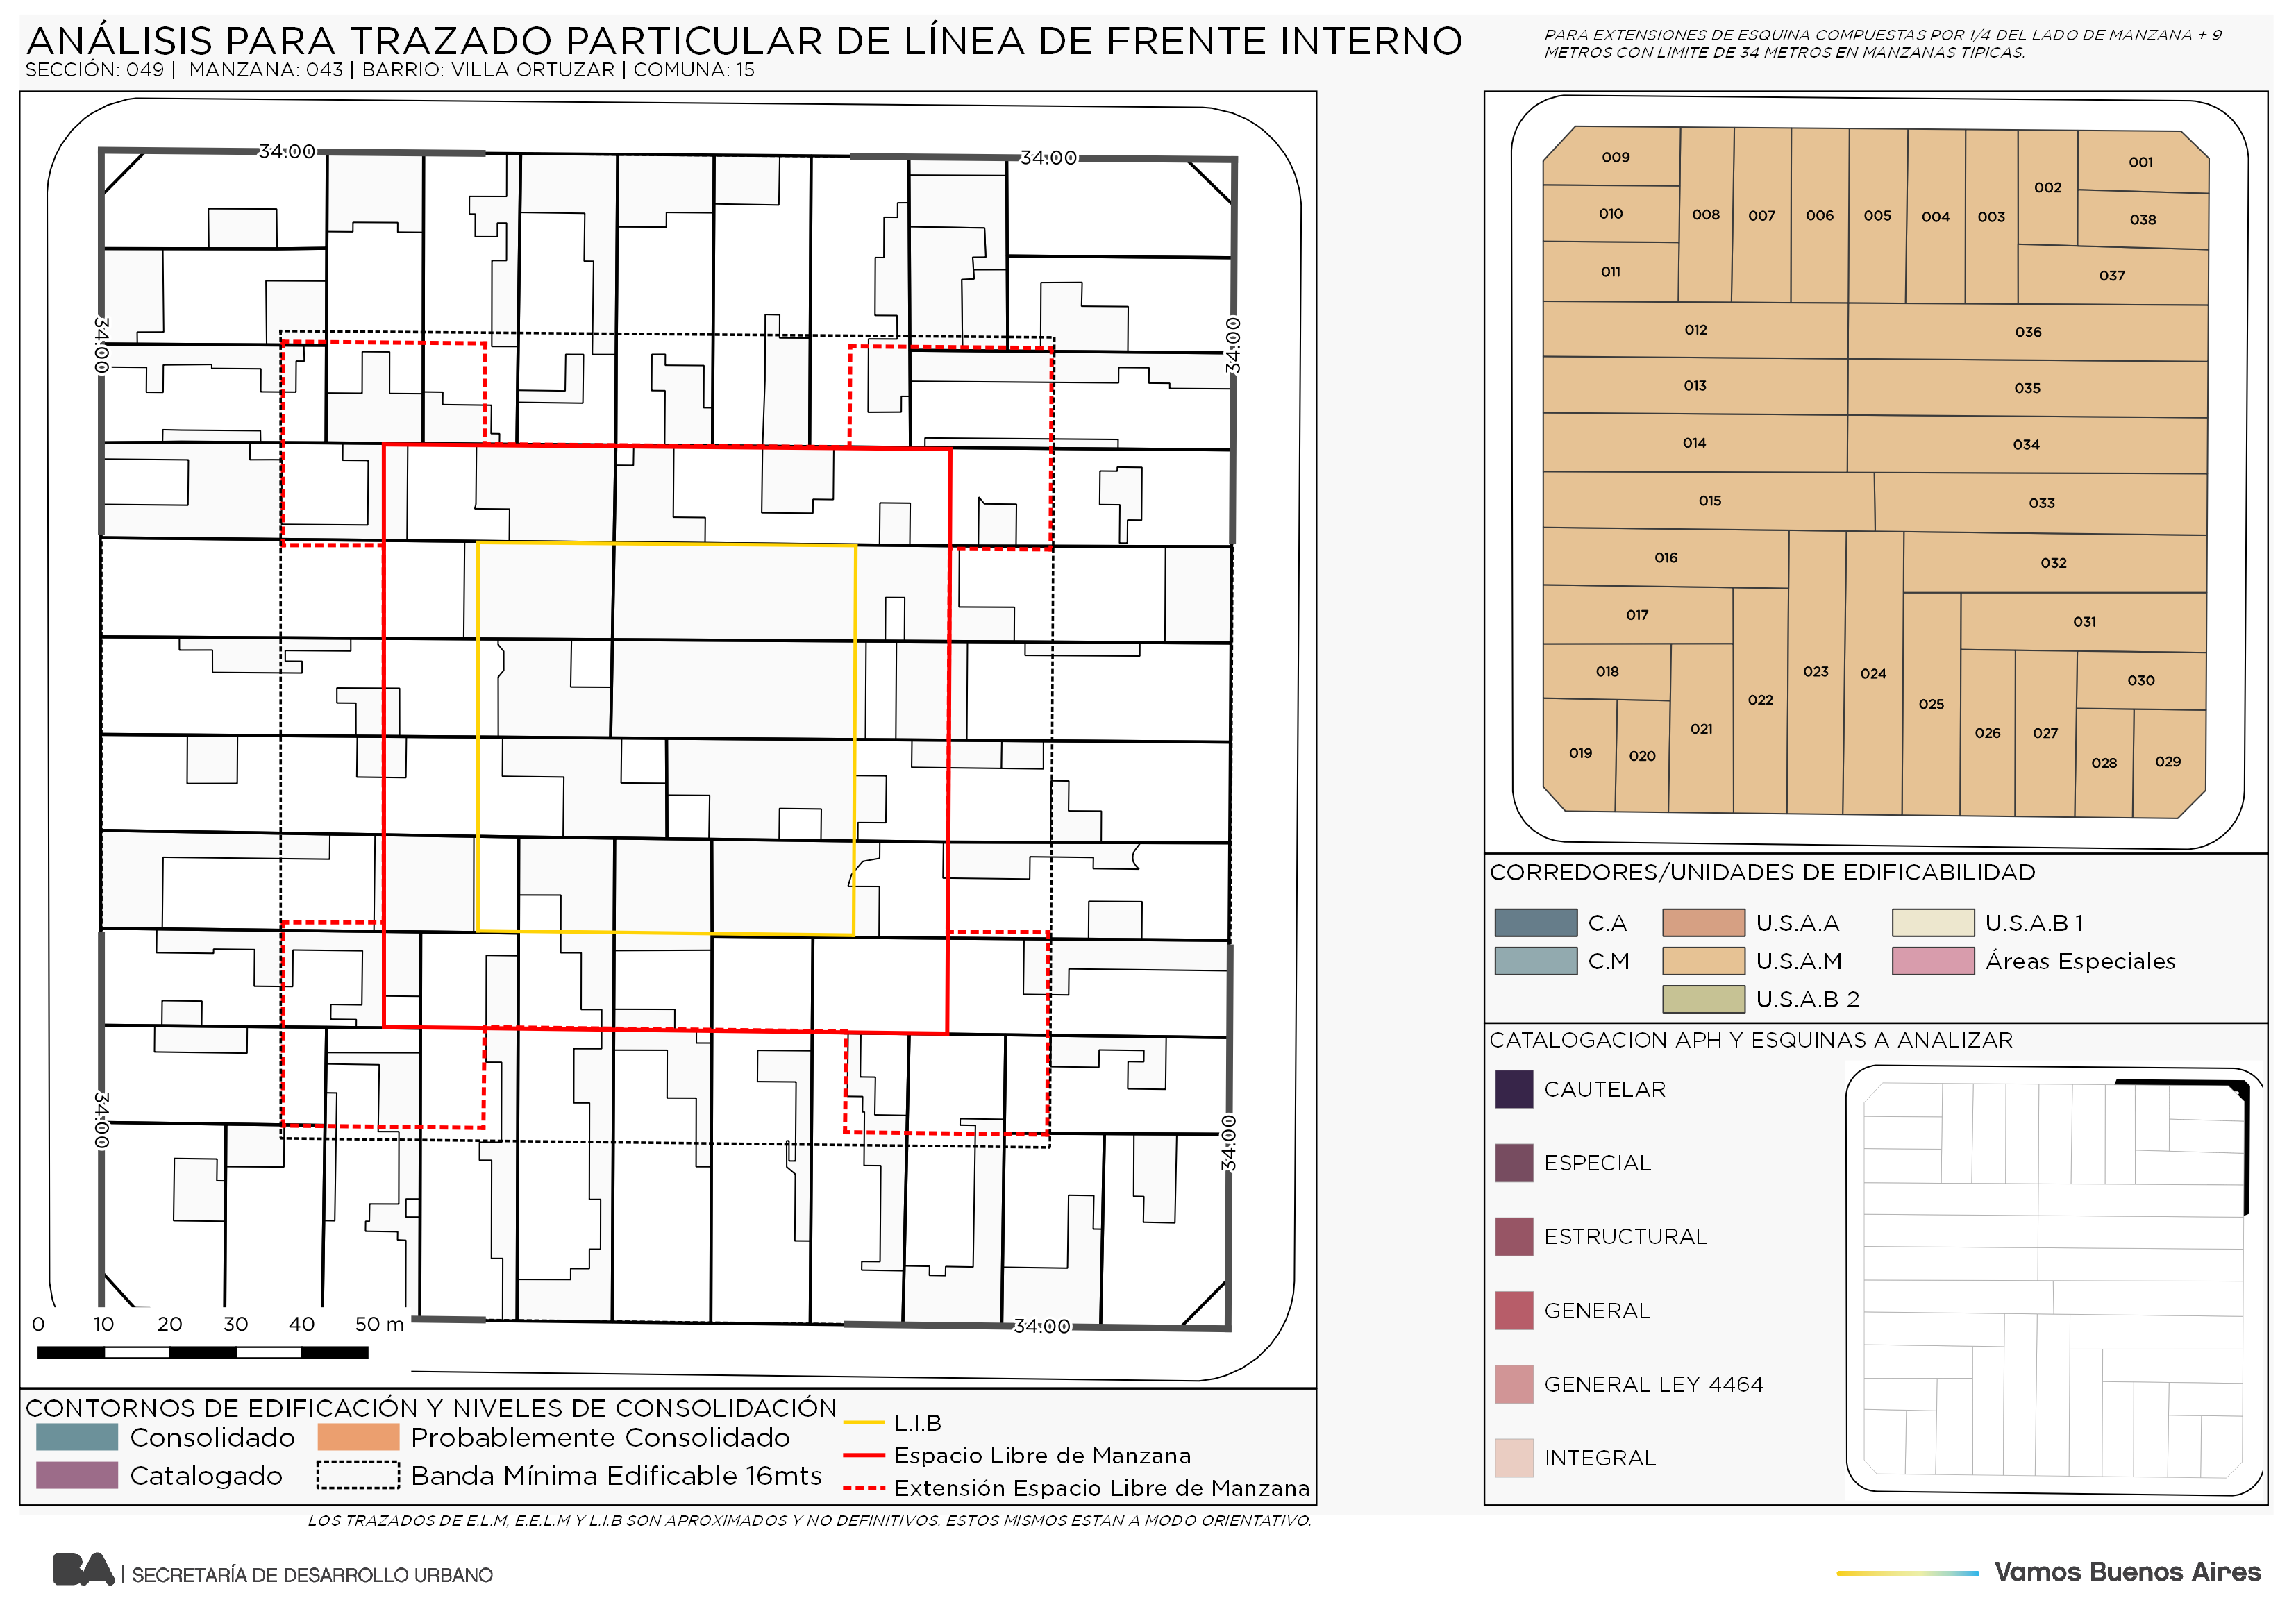 ANÁLISIS PARA TRAZADO PARTICULAR DE LÍNEA DE FRENTE INTERNO
SECCIÓN: 049 | MANZANA: 043 | BARRIO: VILLA ORTUZAR | COMUNA: 15
PARA EXTENSIONES DE ESQUINA COMPUESTAS POR 1/4 DEL LADO DE MANZANA + 9
METROS CON LIMITE DE 34 METROS EN MANZANAS TIPICAS.
34:00
34:00
34:00
34:00
34:00
34:00
34:00
0 10 20 30 40 50 m
CONTORNOS DE EDIFICACIÓN Y NIVELES DE CONSOLIDACIÓN
Consolidado
Probablemente Consolidado
Catalogado
Banda Mínima Edificable 16mts
L.I.B
Espacio Libre de Manzana
Extensión Espacio Libre de Manzana
009
001
002
010
008
007
006
005
004
003
038
011
037
012
036
013
035
014
034
015
033
016
032
017
031
018
023
024
030
022
025
021
026
027
019
020
028
029
CORREDORES/UNIDADES DE EDIFICABILIDAD
C.A
U.S.A.A
U.S.A.B 1
C.M
U.S.A.M
Áreas Especiales
U.S.A.B 2
CATALOGACION APH Y ESQUINAS A ANALIZAR
CAUTELAR
ESPECIAL
ESTRUCTURAL
GENERAL
GENERAL LEY 4464
INTEGRAL
LOS TRAZADOS DE E.L.M, E.E.L.M Y L.I.B SON APROXIMADOS Y NO DEFINITIVOS. ESTOS MISMOS ESTAN A MODO ORIENTATIVO.
BA | SECRETARÍA DE DESARROLLO URBANO
Vamos Buenos Aires